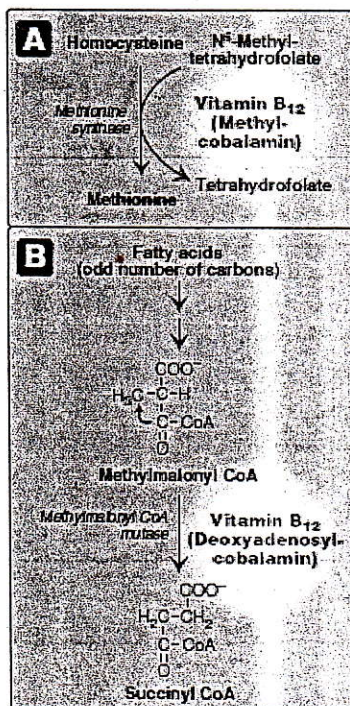 A
Homocysteine N⁵-Methyl-
tetrahydrofolate
Methionine
synthase
Vitamin B₁₂
(Methyl-
cobalamin)
Tetrahydrofolate
Methionine
B
Fatty acids
(odd number of carbons)
COO⁻
H₂C–C–H
C–CoA
O
Methylmalonyl CoA
Methylmalonyl CoA
mutase
Vitamin B₁₂
(Deoxyadenosyl-
cobalamin)
COO⁻
H₂C–CH₂
C–CoA
O
Succinyl CoA